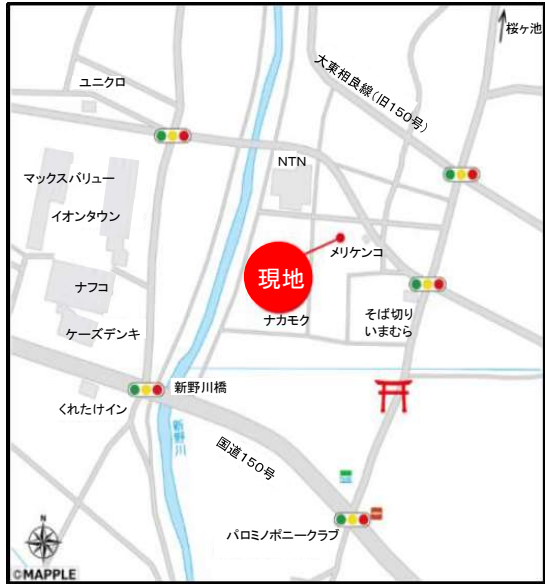 桜ヶ池
大東相良線(旧150号)
ユニクロ
NTN
マックスバリュー
イオンタウン
メリケンコ
現地
ナフコ
ナカモク
そば切り
いまむら
ケーズデンキ
新野川橋
くれたけイン
新野川
国道150号
パロミノポニークラブ
N
©MAPPLE